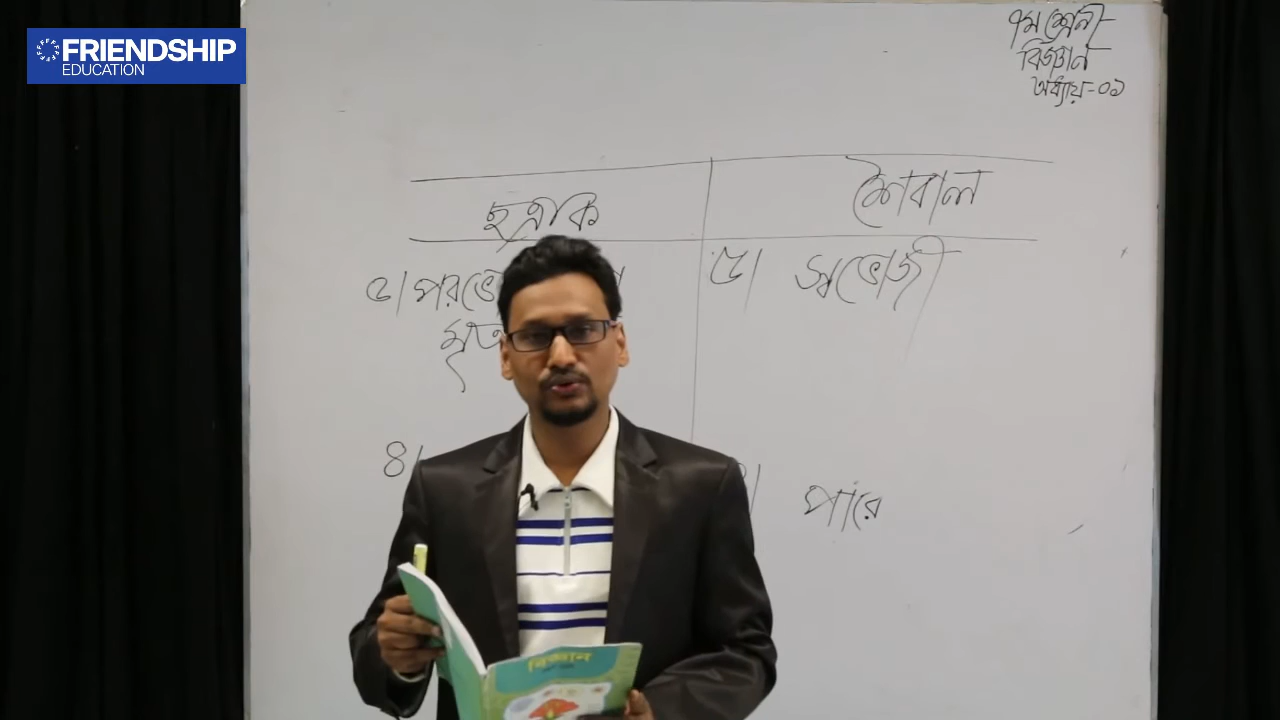 FRIENDSHIP
EDUCATION
৭ম শ্রেনী
বিজ্ঞান
অধ্যায়-০১
ছত্রাক
শৈবাল
৩। পরভো
মৃত
৩। স্বভোজী
৪।
পারে
বিজ্ঞান